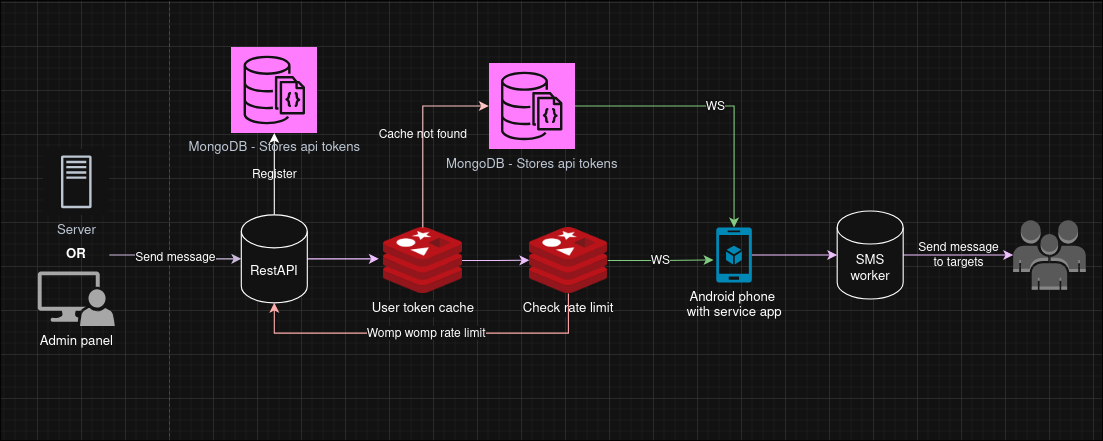 MongoDB - Stores api tokens
Cache not found
WS
MongoDB - Stores api tokens
Register
Server
OR
Admin panel
Send message
RestAPI
User token cache
Check rate limit
Womp womp rate limit
WS
Android phone
with service app
SMS
worker
Send message
to targets